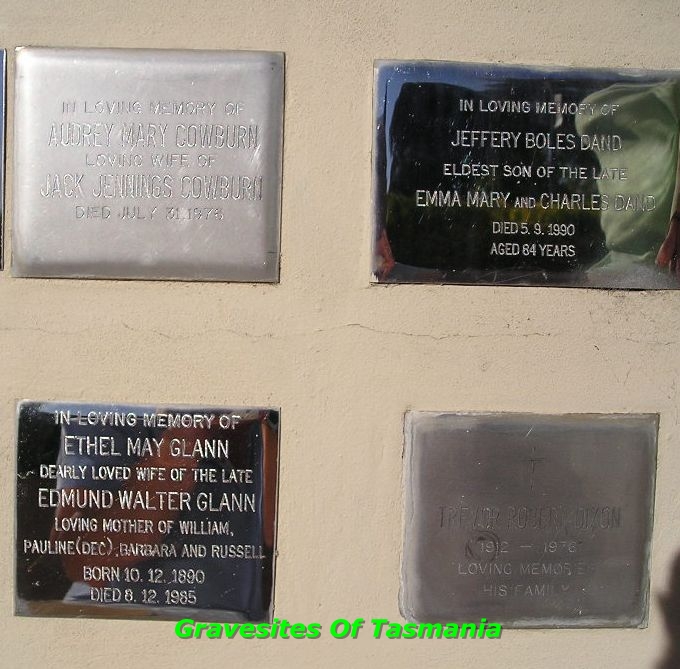 IN LOVING MEMORY OF
AUDREY MARY COWBURN
LOVING WIFE OF
JACK JENNINGS COWBURN
DIED JULY 31.1976
IN LOVING MEMORY OF
JEFFERY BOLES DAND
ELDEST SON OF THE LATE
EMMA MARY AND CHARLES DAND
DIED 5. 9. 1990
AGED 84 YEARS
IN LOVING MEMORY OF
ETHEL MAY GLANN
DEARLY LOVED WIFE OF THE LATE
EDMUND WALTER GLANN
LOVING MOTHER OF WILLIAM,
PAULINE (DEC), BARBARA AND RUSSELL
BORN 10. 12. 1890
DIED 8. 12. 1985
TREVOR ROBERT DIXON
1912 — 1976
LOVING
HIS FAMILY
Gravesites Of Tasmania